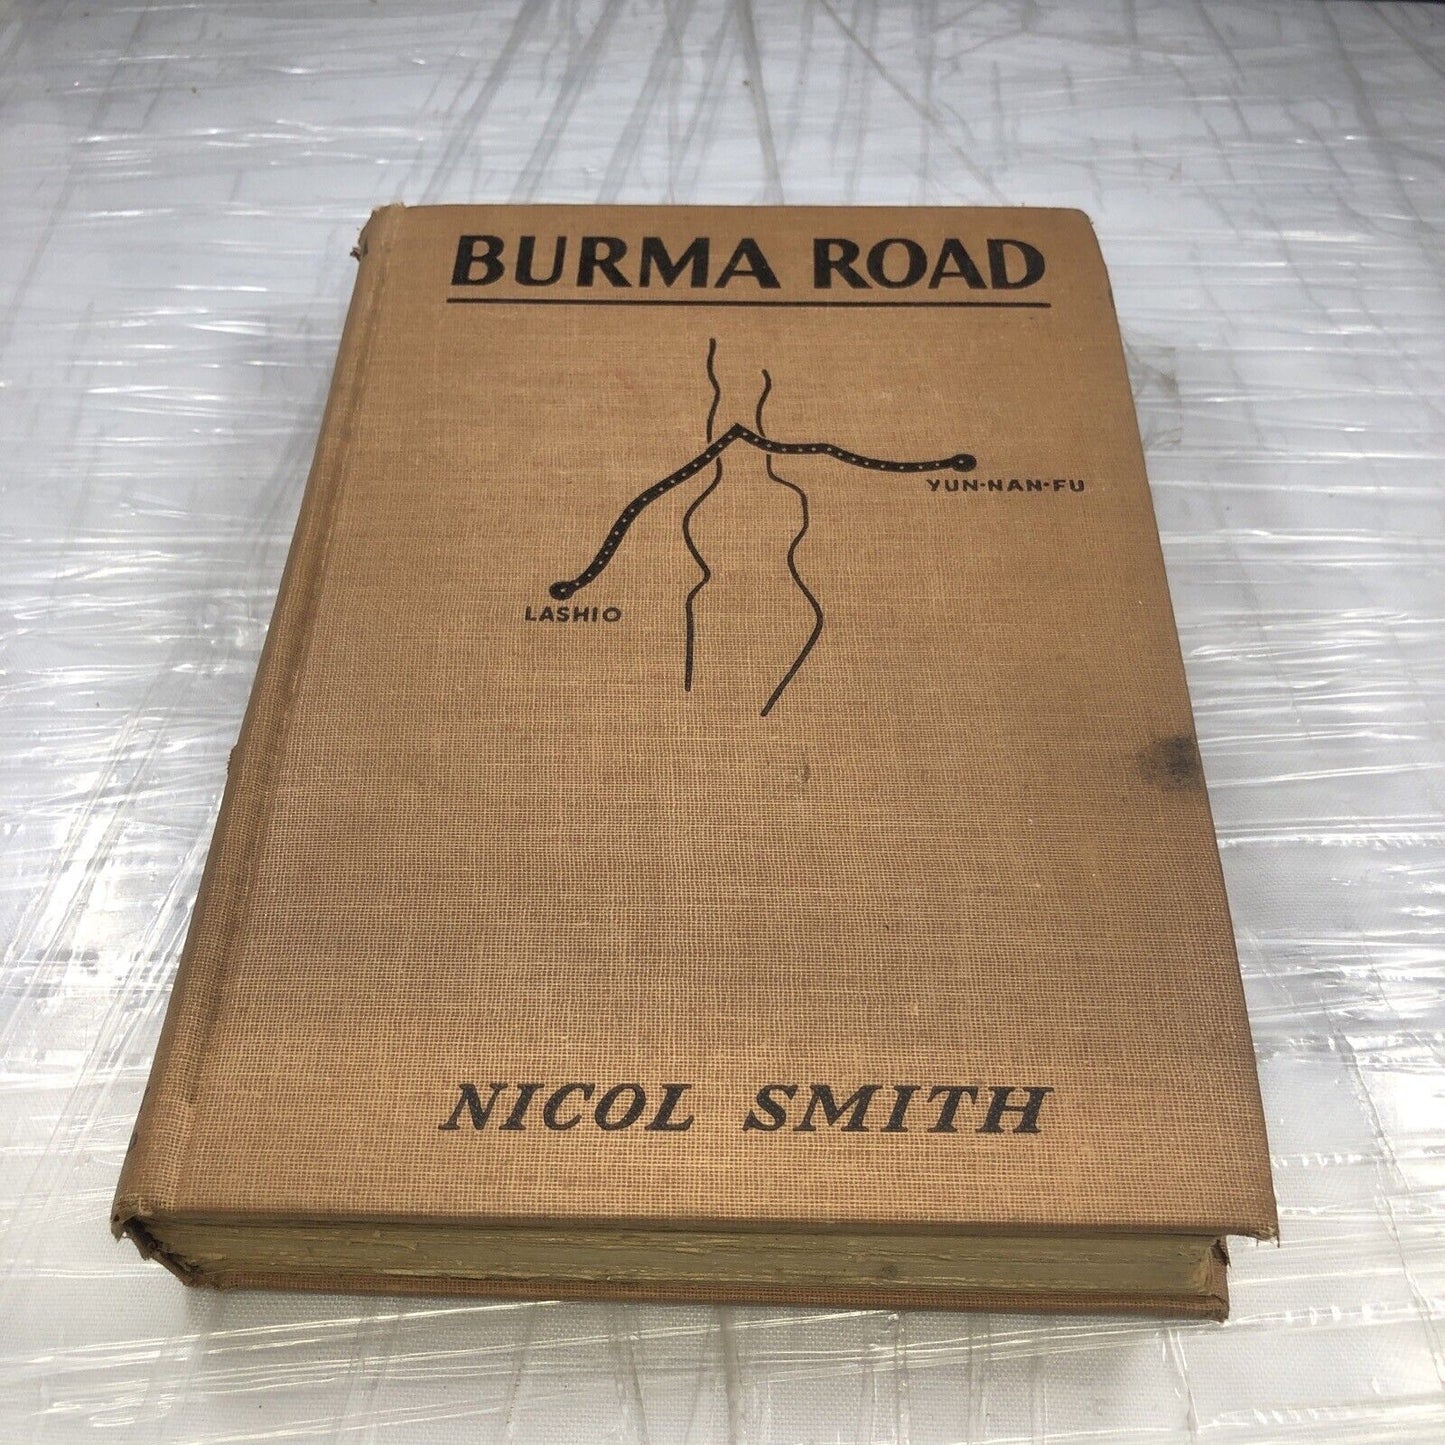 BURMA ROAD
YUN-NAN-FU
LASHIO
NICOL SMITH